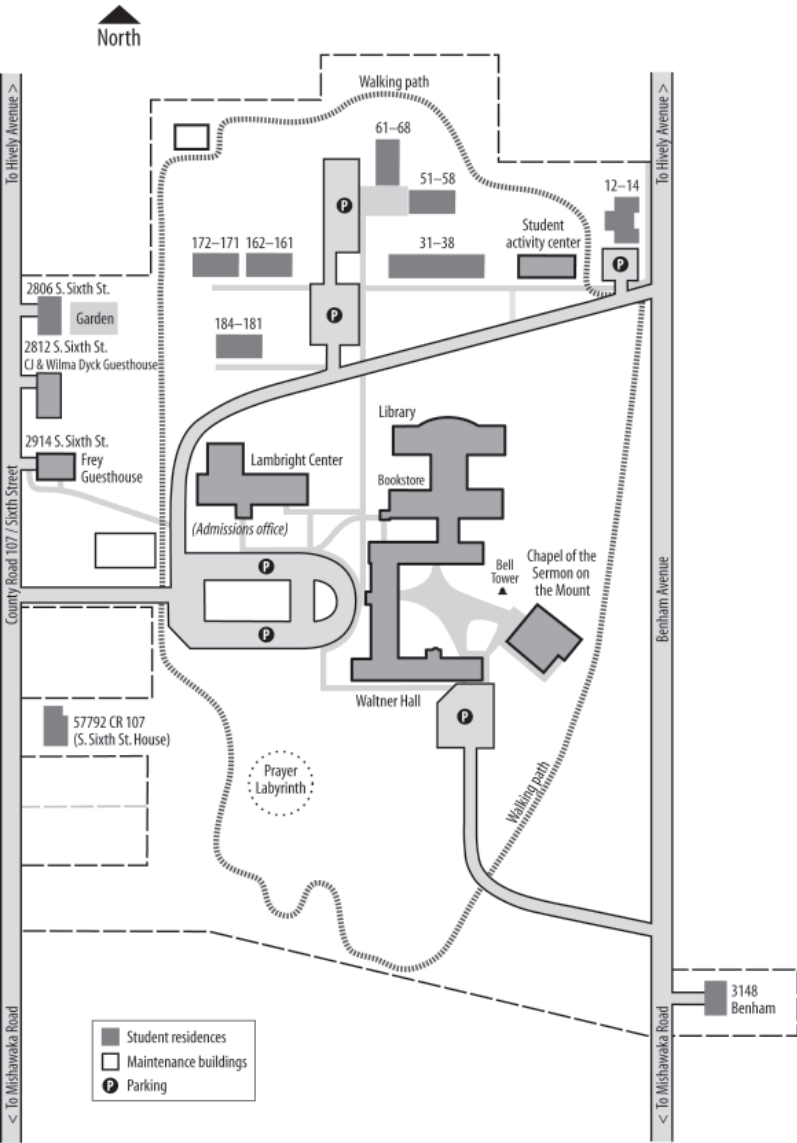 North
Walking path
To Hively Avenue >
To Hively Avenue >
61–68
51–58
12–14
P
Student
activity center
172–171
162–161
31–38
P
2806 S. Sixth St.
Garden
P
184–181
2812 S. Sixth St.
CJ & Wilma Dyck Guesthouse
Library
2914 S. Sixth St.
Frey
Guesthouse
Lambright Center
Bookstore
(Admissions office)
County Road 107 / Sixth Street
Benham Avenue
P
Bell
Tower
Chapel of the
Sermon on
the Mount
P
Waltner Hall
P
57792 CR 107
(S. Sixth St. House)
Prayer
Labyrinth
Walking path
3148
Benham
< To Mishawaka Road
< To Mishawaka Road
Student residences
Maintenance buildings
P Parking